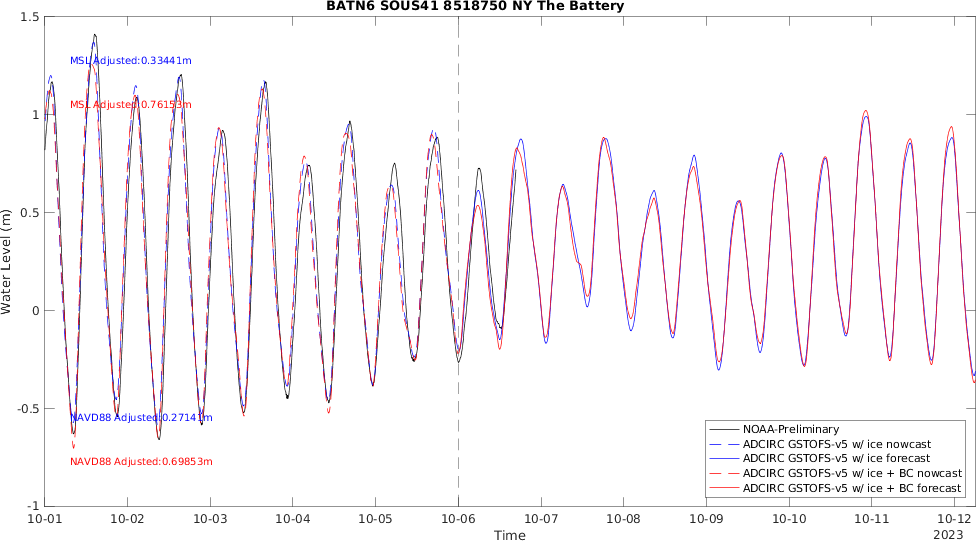 BATN6 SOUS41 8518750 NY The Battery
1.5
1
0.5
0
-0.5
-1
Water Level (m)
MSL Adjusted:0.33441m
MSL Adjusted:0.76153m
NAVD88 Adjusted:0.27141m
NAVD88 Adjusted:0.69853m
NOAA-Preliminary
ADCIRC GSTOFS-v5 w/ ice nowcast
ADCIRC GSTOFS-v5 w/ ice forecast
ADCIRC GSTOFS-v5 w/ ice + BC nowcast
ADCIRC GSTOFS-v5 w/ ice + BC forecast
10-01 10-02 10-03 10-04 10-05 10-06 10-07 10-08 10-09 10-10 10-11 10-12
Time
2023